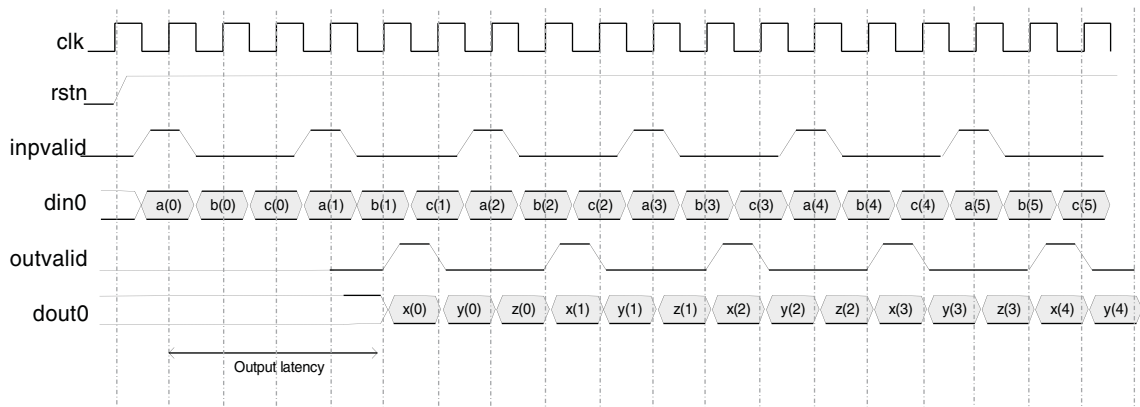 clk
rstn
inpvalid
din0 a(0) b(0) c(0) a(1) b(1) c(1) a(2) b(2) c(2) a(3) b(3) c(3) a(4) b(4) c(4) a(5) b(5) c(5)
outvalid
dout0 x(0) y(0) z(0) x(1) y(1) z(1) x(2) y(2) z(2) x(3) y(3) z(3) x(4) y(4)
Output latency